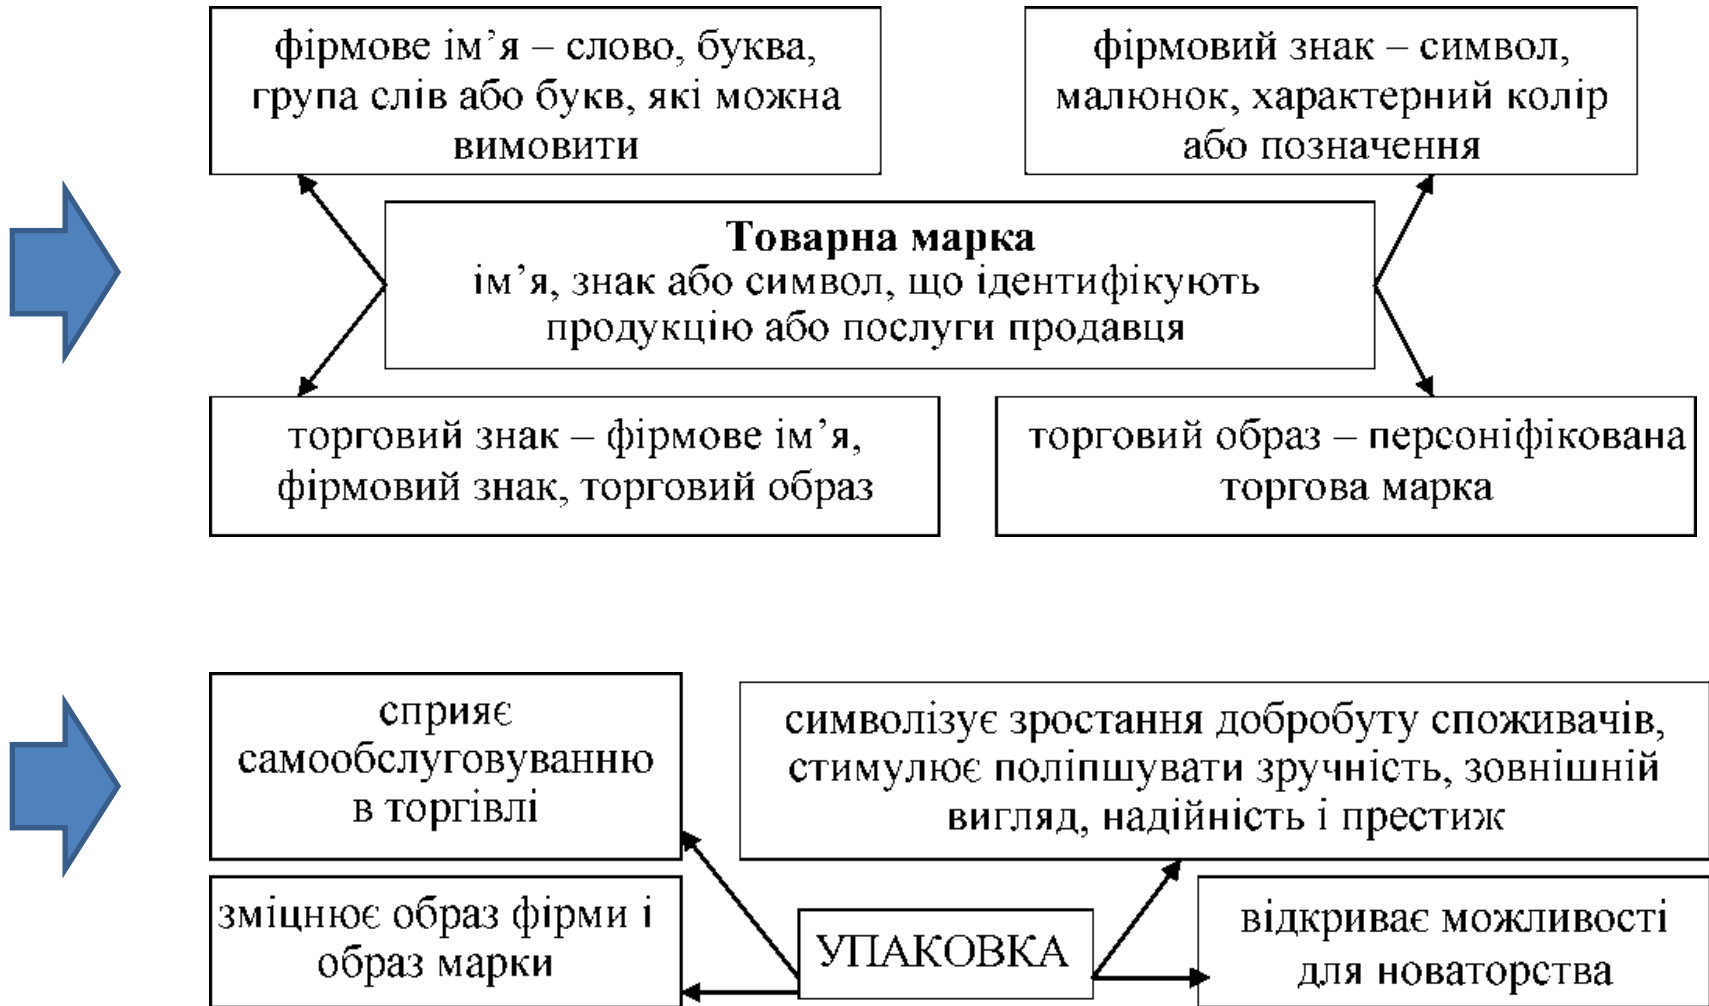 фірмове ім’я – слово, буква,
група слів або букв, які можна
вимовити
фірмовий знак – символ,
малюнок, характерний колір
або позначення
Товарна марка
ім’я, знак або символ, що ідентифікують
продукцію або послуги продавця
торговий знак – фірмове ім’я,
фірмовий знак, торговий образ
торговий образ – персоніфікована
торгова марка
сприяє
самообслуговуванню
в торгівлі
символізує зростання добробуту споживачів,
стимулює поліпшувати зручність, зовнішній
вигляд, надійність і престиж
зміцнює образ фірми і
образ марки
УПАКОВКА
відкриває можливості
для новаторства